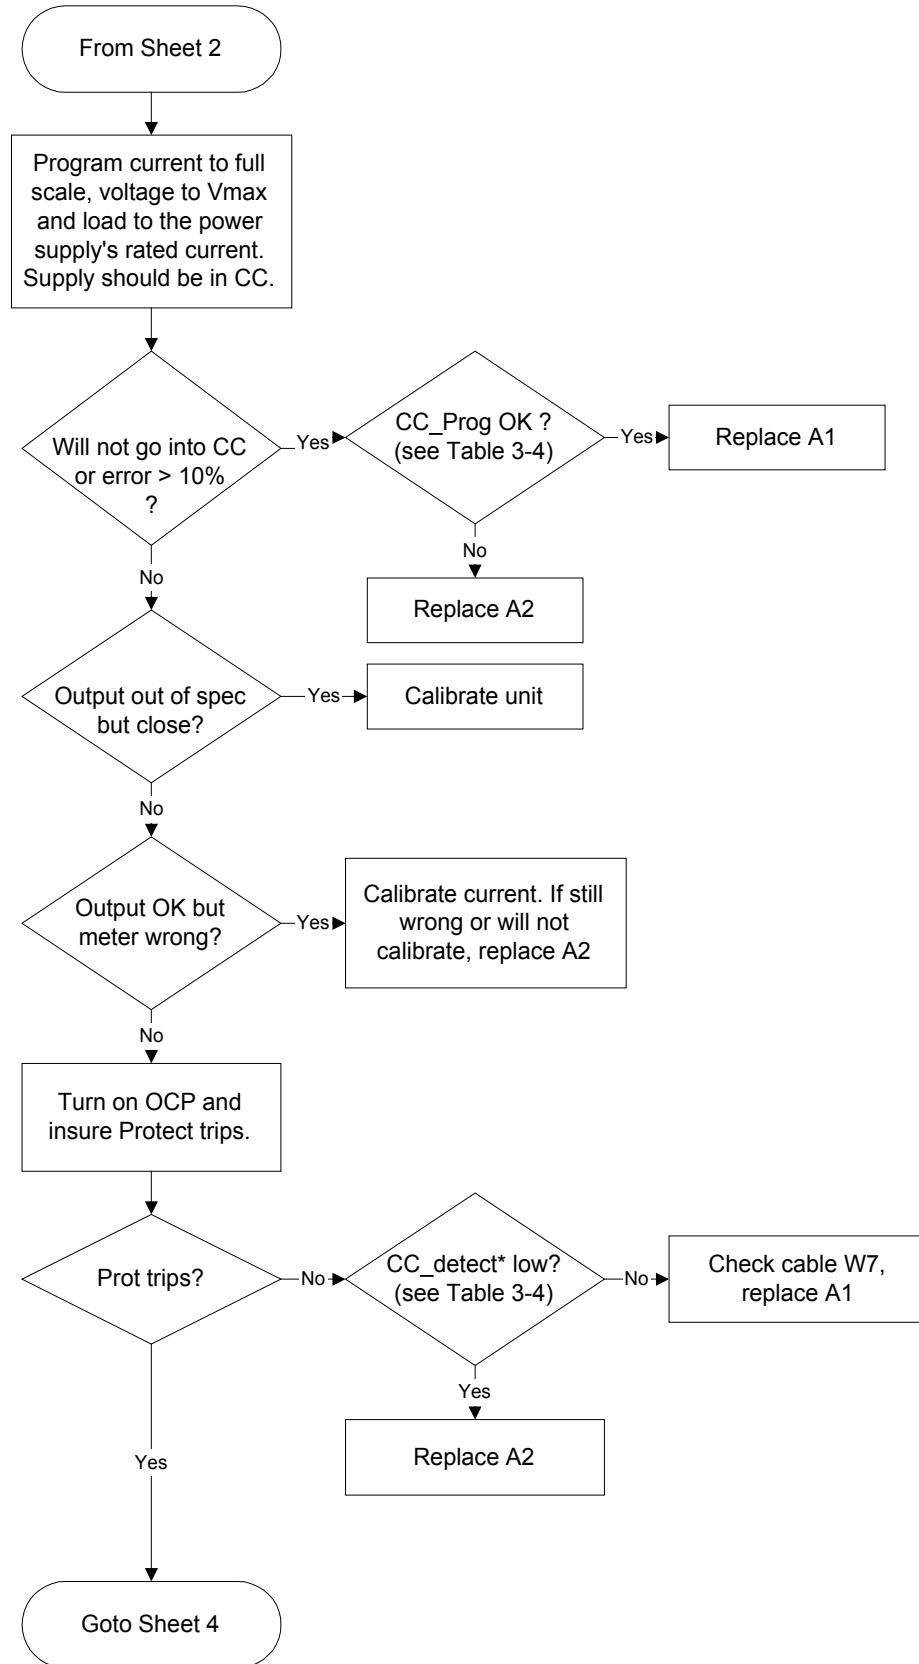 From Sheet 2
Program current to full
scale, voltage to Vmax
and load to the power
supply's rated current.
Supply should be in CC.
Will not go into CC
or error > 10%
?
Yes
CC_Prog OK ?
(see Table 3-4)
Yes
Replace A1
No
Replace A2
No
Output out of spec
but close?
Yes
Calibrate unit
No
Output OK but
meter wrong?
Yes
Calibrate current. If still
wrong or will not
calibrate, replace A2
No
Turn on OCP and
insure Protect trips.
Prot trips?
No
CC_detect* low?
(see Table 3-4)
No
Check cable W7,
replace A1
Yes
Replace A2
Yes
Goto Sheet 4